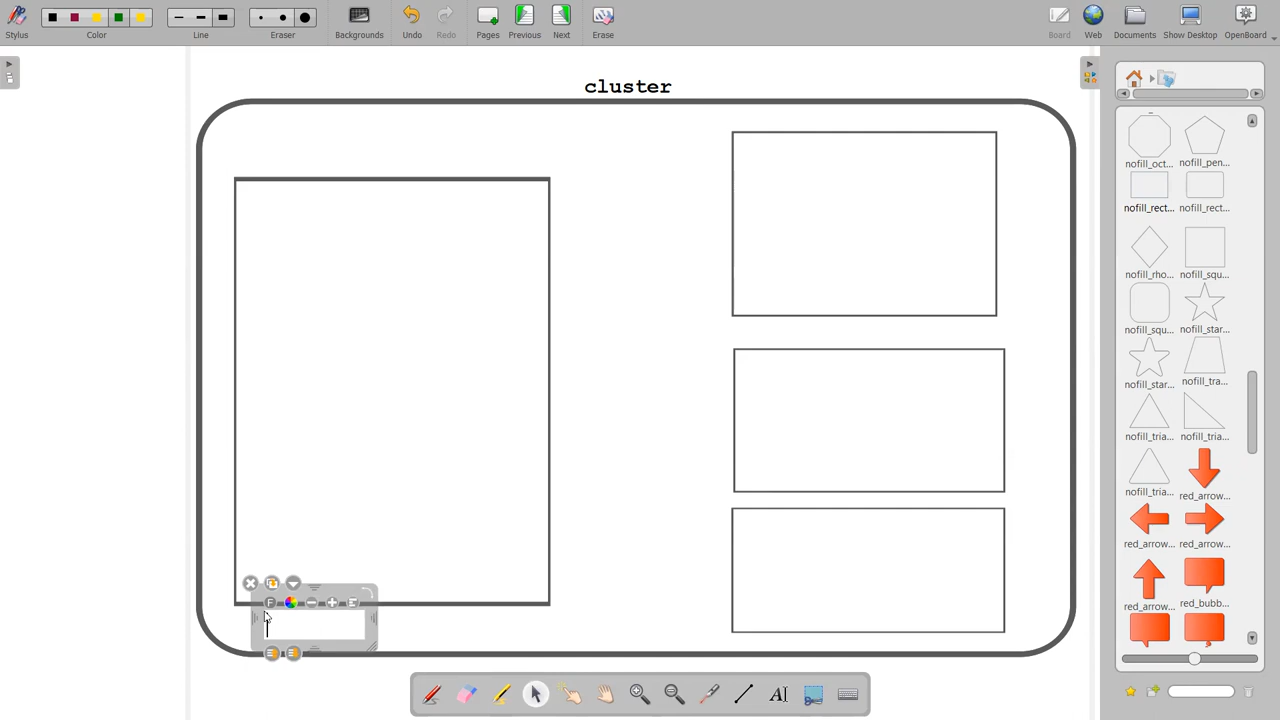 Stylus
Color
Line
Eraser
Backgrounds
Undo
Redo
Pages
Previous
Next
Erase
Board
Web
Documents
Show Desktop
OpenBoard
cluster
nofill_oct...
nofill_pen...
nofill_rect...
nofill_rect...
nofill_rho...
nofill_squ...
nofill_squ...
nofill_star...
nofill_star...
nofill_tra...
nofill_tria...
nofill_tria...
nofill_tria...
red_arrow...
red_arrow...
red_arrow...
red_arrow...
red_bubb...
F
AI